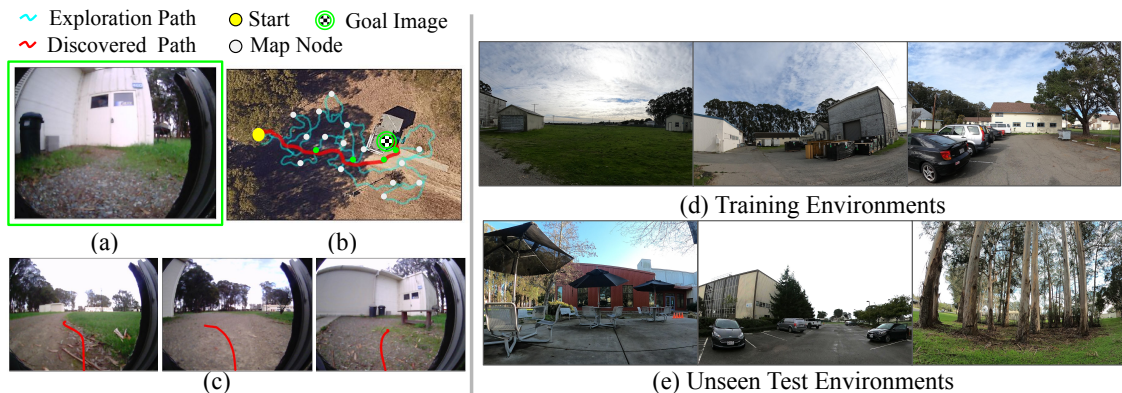 Exploration Path
Start
Goal Image
Discovered Path
Map Node
(a)
(b)
(c)
(d) Training Environments
(e) Unseen Test Environments